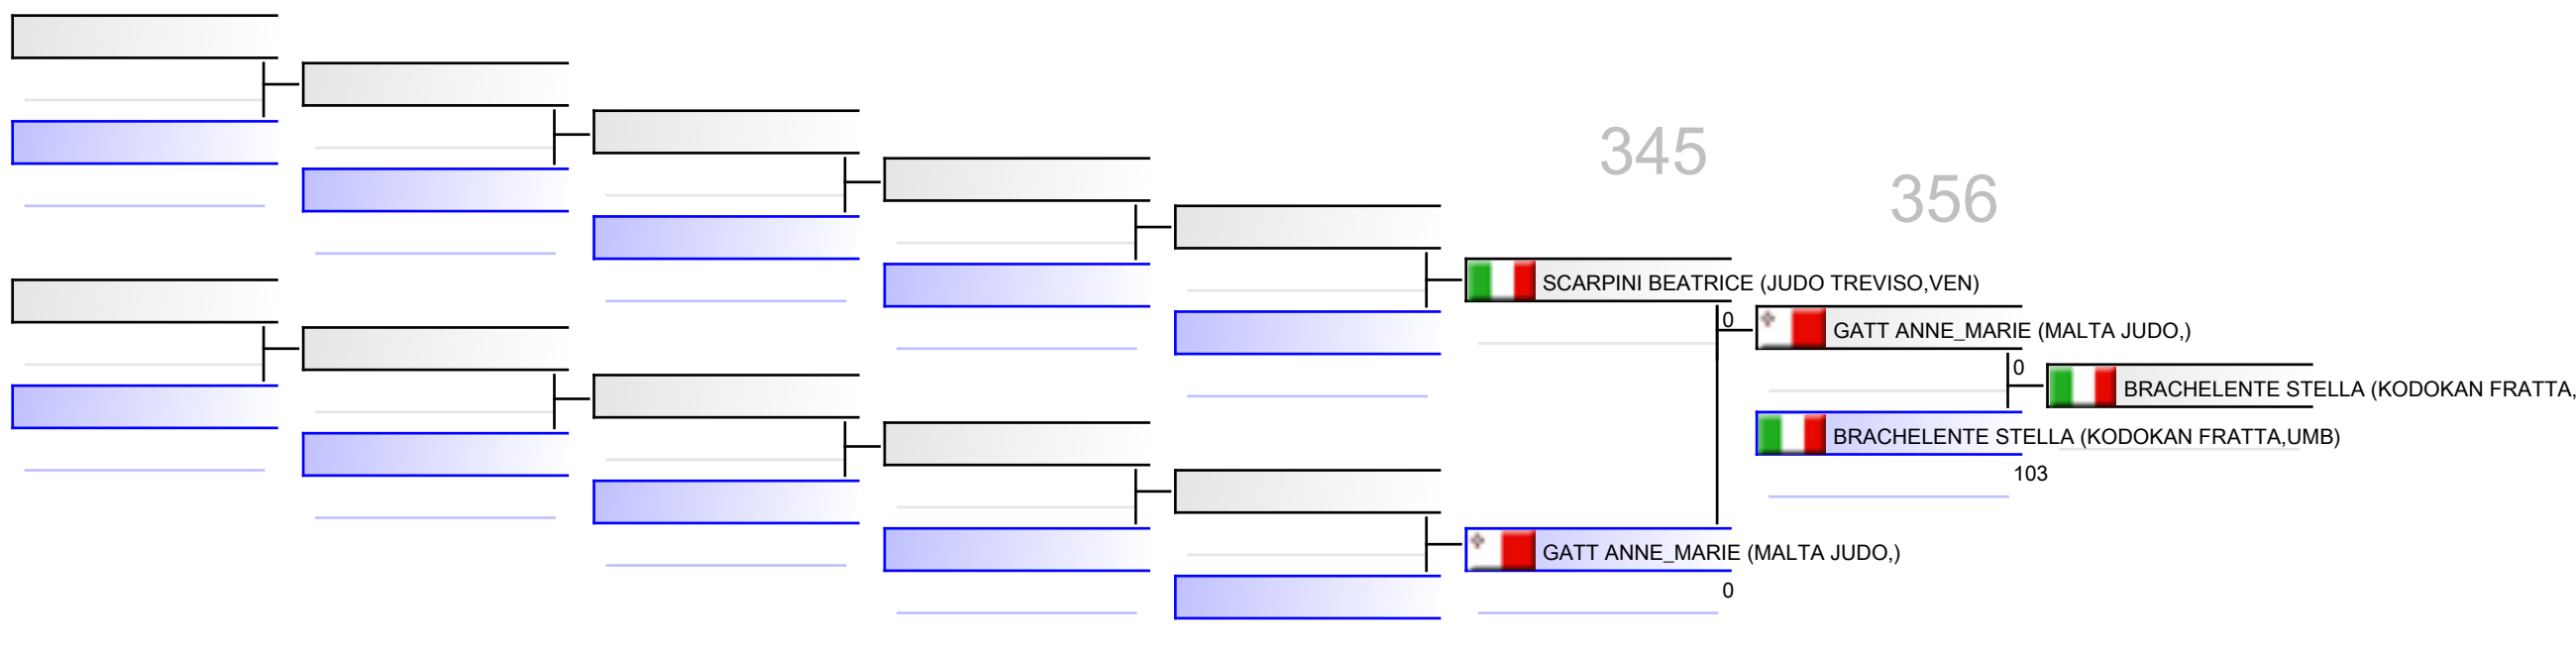 345
356
SCARPINI BEATRICE (JUDO TREVISO,VEN)
0
GATT ANNE_MARIE (MALTA JUDO,)
0
BRACHELENTE STELLA (KODOKAN FRATTA,
BRACHELENTE STELLA (KODOKAN FRATTA,UMB)
103
GATT ANNE_MARIE (MALTA JUDO,)
0